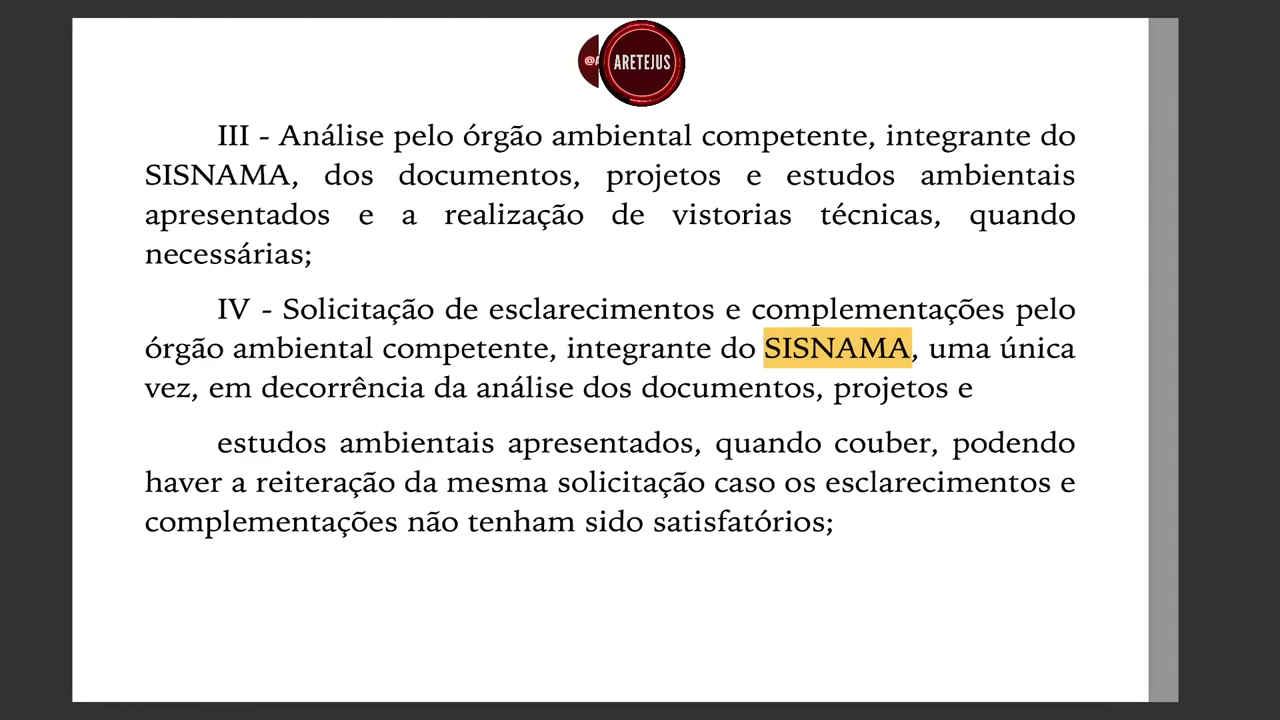 @A ARETEJUS
III - Análise pelo órgão ambiental competente, integrante do
SISNAMA, dos documentos, projetos e estudos ambientais
apresentados e a realização de vistorias técnicas, quando
necessárias;
IV - Solicitação de esclarecimentos e complementações pelo
órgão ambiental competente, integrante do SISNAMA, uma única
vez, em decorrência da análise dos documentos, projetos e
estudos ambientais apresentados, quando couber, podendo
haver a reiteração da mesma solicitação caso os esclarecimentos e
complementações não tenham sido satisfatórios;